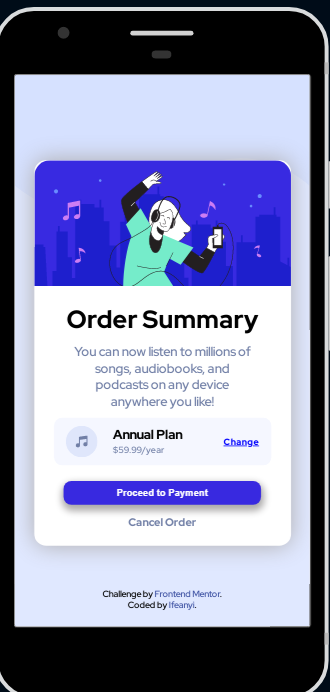 Order Summary
You can now listen to millions of
songs, audiobooks, and
podcasts on any device
anywhere you like!
Annual Plan
$59.99/year
Change
Proceed to Payment
Cancel Order
Challenge by Frontend Mentor.
Coded by Ifeanyi.